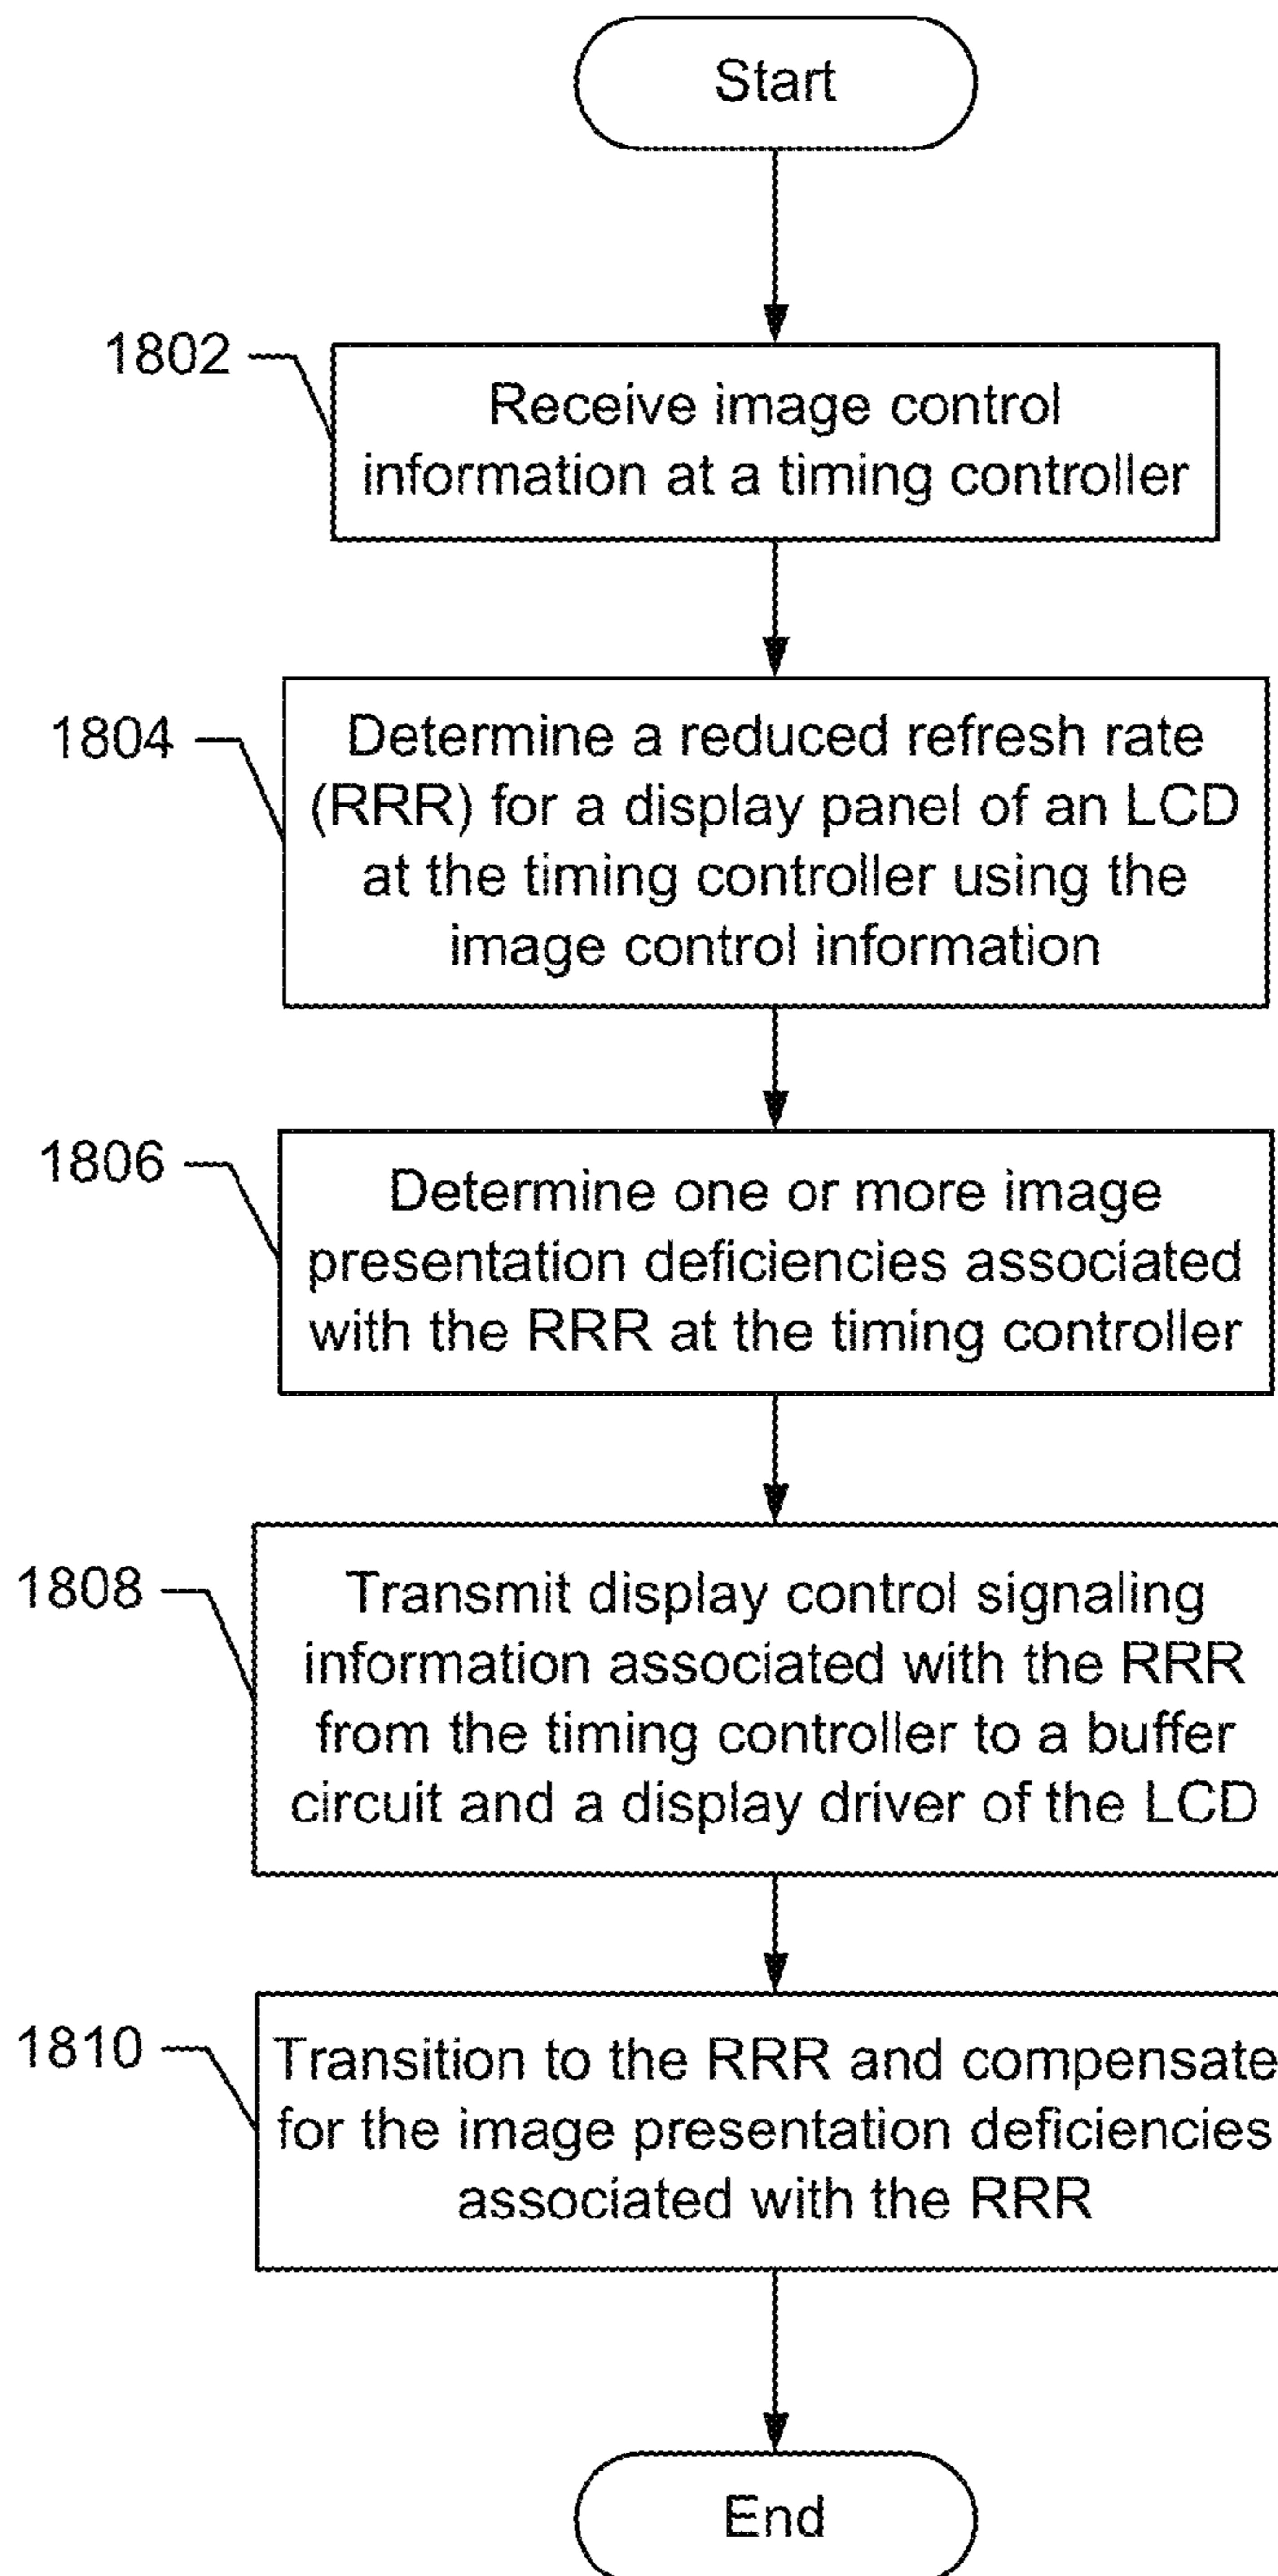 Start
1802
Receive image control
information at a timing controller
1804
Determine a reduced refresh rate
(RRR) for a display panel of an LCD
at the timing controller using the
image control information
1806
Determine one or more image
presentation deficiencies associated
with the RRR at the timing controller
1808
Transmit display control signaling
information associated with the RRR
from the timing controller to a buffer
circuit and a display driver of the LCD
1810
Transition to the RRR and compensate
for the image presentation deficiencies
associated with the RRR
End